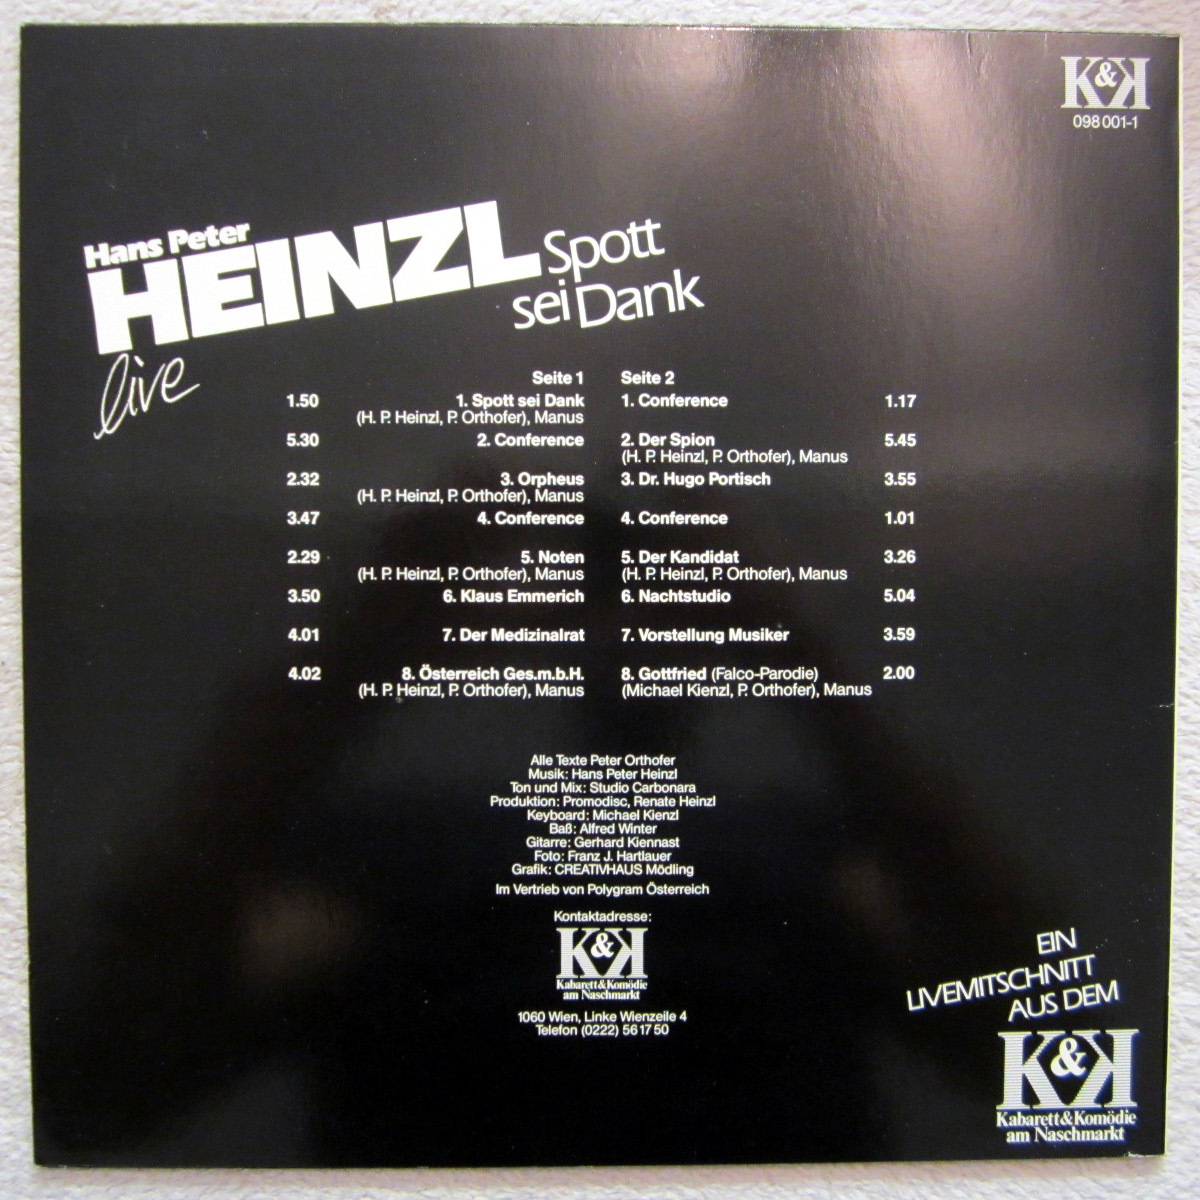 K&K
098 001-1
Hans Peter
HEINZL
Spott
sei Dank
live
Seite 1
1.50 1. Spott sei Dank
(H. P. Heinzl, P. Orthofer), Manus
5.30 2. Conference
2.32 3. Orpheus
(H. P. Heinzl, P. Orthofer), Manus
3.47 4. Conference
2.29 5. Noten
(H. P. Heinzl, P. Orthofer), Manus
3.50 6. Klaus Emmerich
4.01 7. Der Medizinalrat
4.02 8. Österreich Ges.m.b.H.
(H. P. Heinzl, P. Orthofer), Manus
Seite 2
1. Conference 1.17
2. Der Spion 5.45
(H. P. Heinzl, P. Orthofer), Manus
3. Dr. Hugo Portisch 3.55
4. Conference 1.01
5. Der Kandidat 3.26
(H. P. Heinzl, P. Orthofer), Manus
6. Nachtstudio 5.04
7. Vorstellung Musiker 3.59
8. Gottfried (Falco-Parodie) 2.00
(Michael Kienzl, P. Orthofer), Manus
Alle Texte Peter Orthofer
Musik: Hans Peter Heinzl
Ton und Mix: Studio Carbonara
Produktion: Promodisc, Renate Heinzl
Keyboard: Michael Kienzl
Baß: Alfred Winter
Gitarre: Gerhard Kiennast
Foto: Franz J. Hartlauer
Grafik: CREATIVHAUS Mödling
Im Vertrieb von Polygram Österreich
Kontaktadresse:
K&K
Kabarett&Komödie
am Naschmarkt
1060 Wien, Linke Wienzeile 4
Telefon (0222) 56 17 50
EIN
LIVEMITSCHNITT
AUS DEM
K&K
Kabarett&Komödie
am Naschmarkt